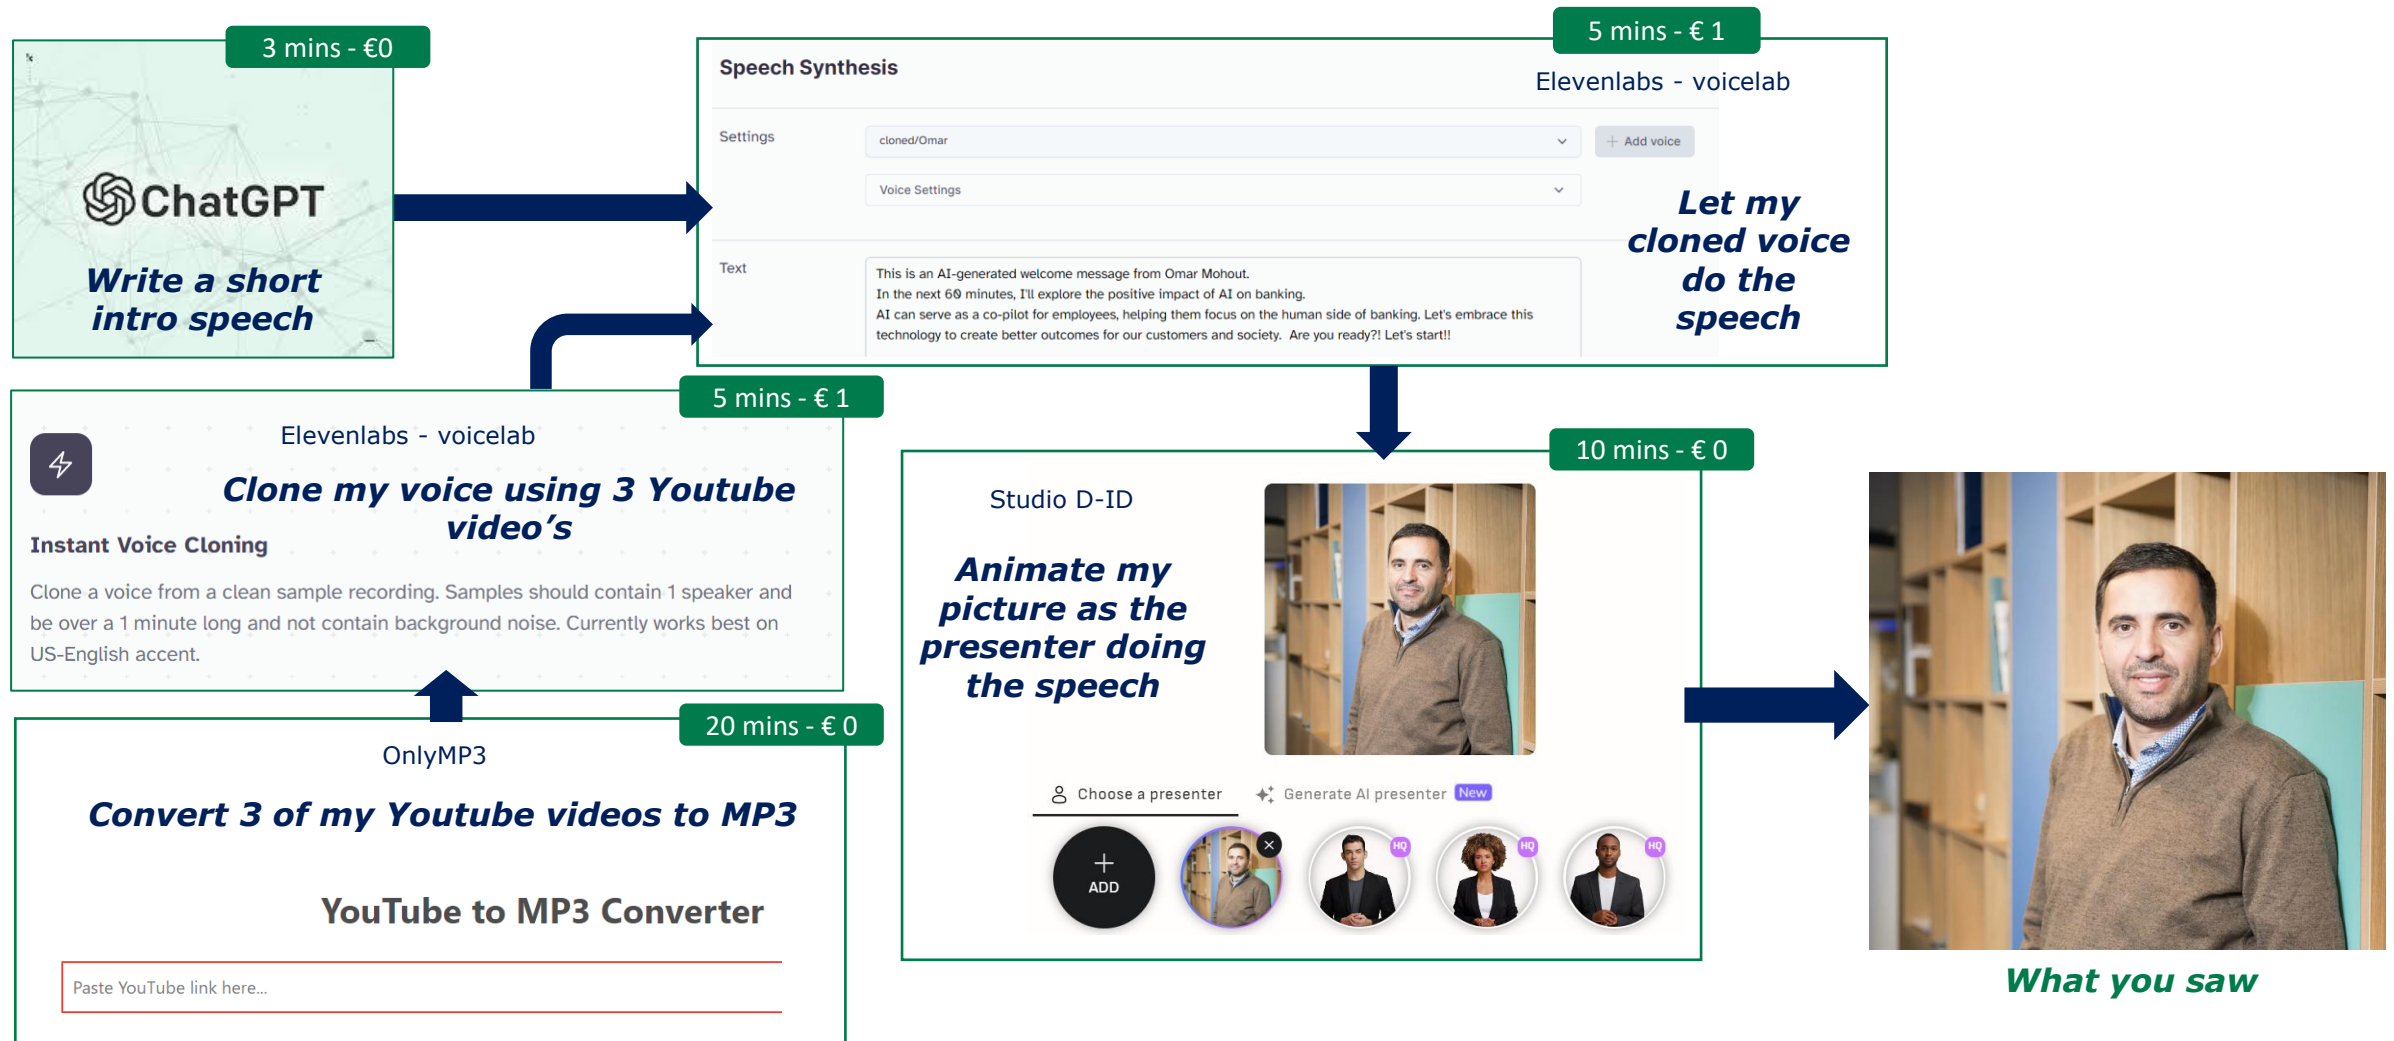 3 mins - €0
ChatGPT
Write a short
intro speech
5 mins - € 1
Speech Synthesis
Elevenlabs - voicelab
Settings
cloned/Omar
+ Add voice
Voice Settings
Let my
cloned voice
do the
speech
Text
This is an AI-generated welcome message from Omar Mohout.
In the next 60 minutes, I'll explore the positive impact of AI on banking.
AI can serve as a co-pilot for employees, helping them focus on the human side of banking. Let's embrace this
technology to create better outcomes for our customers and society. Are you ready?! Let's start!!
5 mins - € 1
Elevenlabs - voicelab
Clone my voice using 3 Youtube
video’s
Instant Voice Cloning
Clone a voice from a clean sample recording. Samples should contain 1 speaker and
be over a 1 minute long and not contain background noise. Currently works best on
US-English accent.
20 mins - € 0
OnlyMP3
Convert 3 of my Youtube videos to MP3
YouTube to MP3 Converter
Paste YouTube link here...
10 mins - € 0
Studio D-ID
Animate my
picture as the
presenter doing
the speech
Choose a presenter
Generate AI presenter New
+
ADD
HQ
HQ
HQ
What you saw